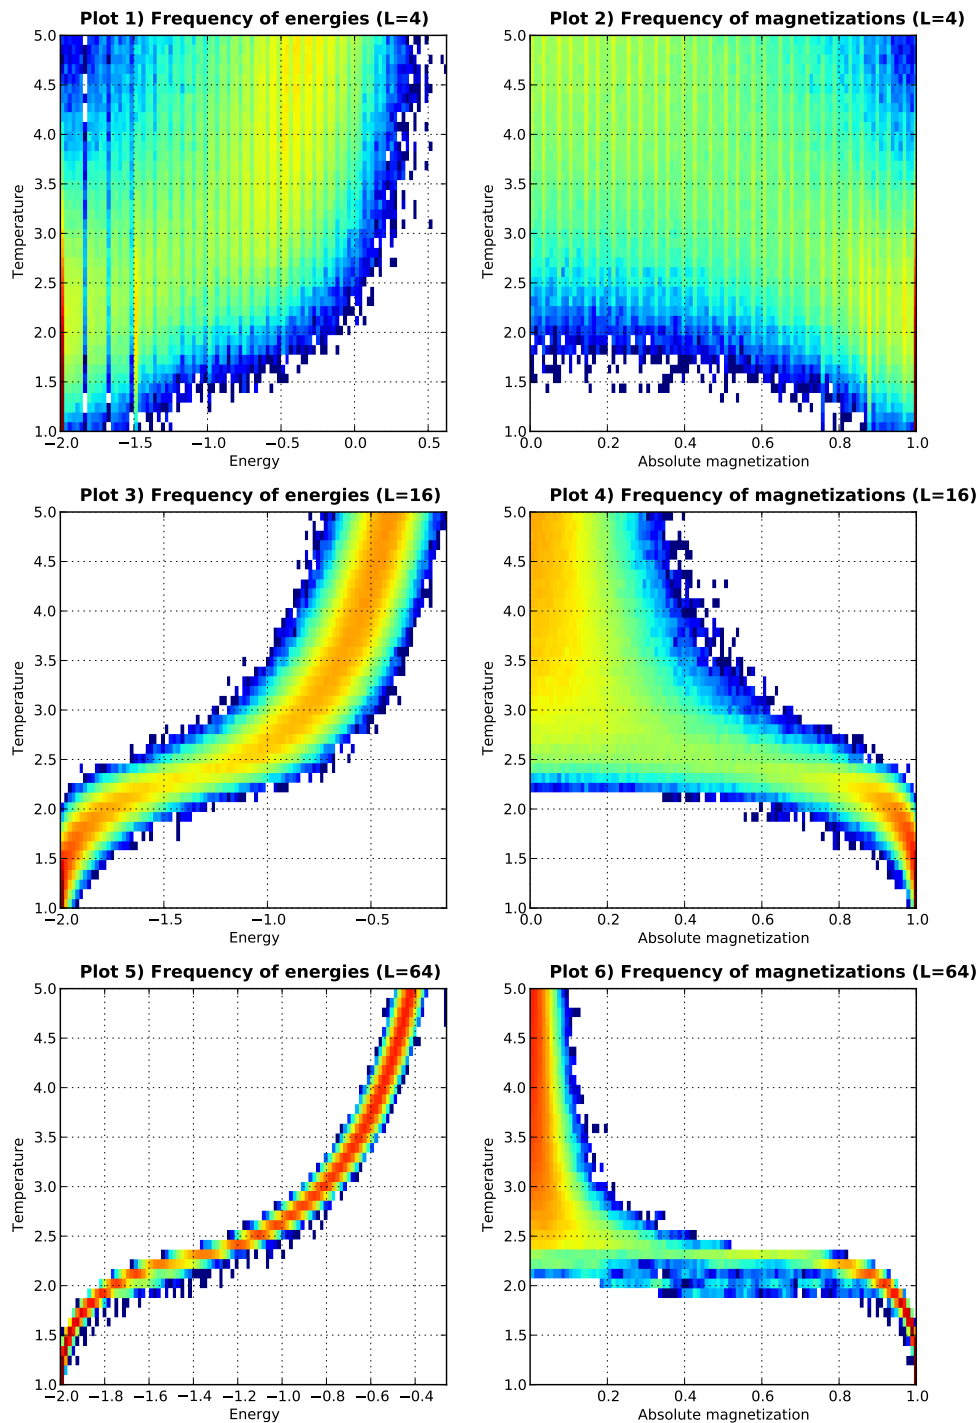 Plot 1) Frequency of energies (L=4)
Plot 2) Frequency of magnetizations (L=4)
5.0
4.5
4.0
3.5
3.0
2.5
2.0
1.5
1.0
Temperature
−2.0 −1.5 −1.0 −0.5 0.0 0.5
Energy
5.0
4.5
4.0
3.5
3.0
2.5
2.0
1.5
1.0
Temperature
0.0 0.2 0.4 0.6 0.8 1.0
Absolute magnetization
Plot 3) Frequency of energies (L=16)
Plot 4) Frequency of magnetizations (L=16)
5.0
4.5
4.0
3.5
3.0
2.5
2.0
1.5
1.0
Temperature
−2.0 −1.5 −1.0 −0.5
Energy
5.0
4.5
4.0
3.5
3.0
2.5
2.0
1.5
1.0
Temperature
0.0 0.2 0.4 0.6 0.8 1.0
Absolute magnetization
Plot 5) Frequency of energies (L=64)
Plot 6) Frequency of magnetizations (L=64)
5.0
4.5
4.0
3.5
3.0
2.5
2.0
1.5
1.0
Temperature
−2.0 −1.8 −1.6 −1.4 −1.2 −1.0 −0.8 −0.6 −0.4
Energy
5.0
4.5
4.0
3.5
3.0
2.5
2.0
1.5
1.0
Temperature
0.2 0.4 0.6 0.8 1.0
Absolute magnetization